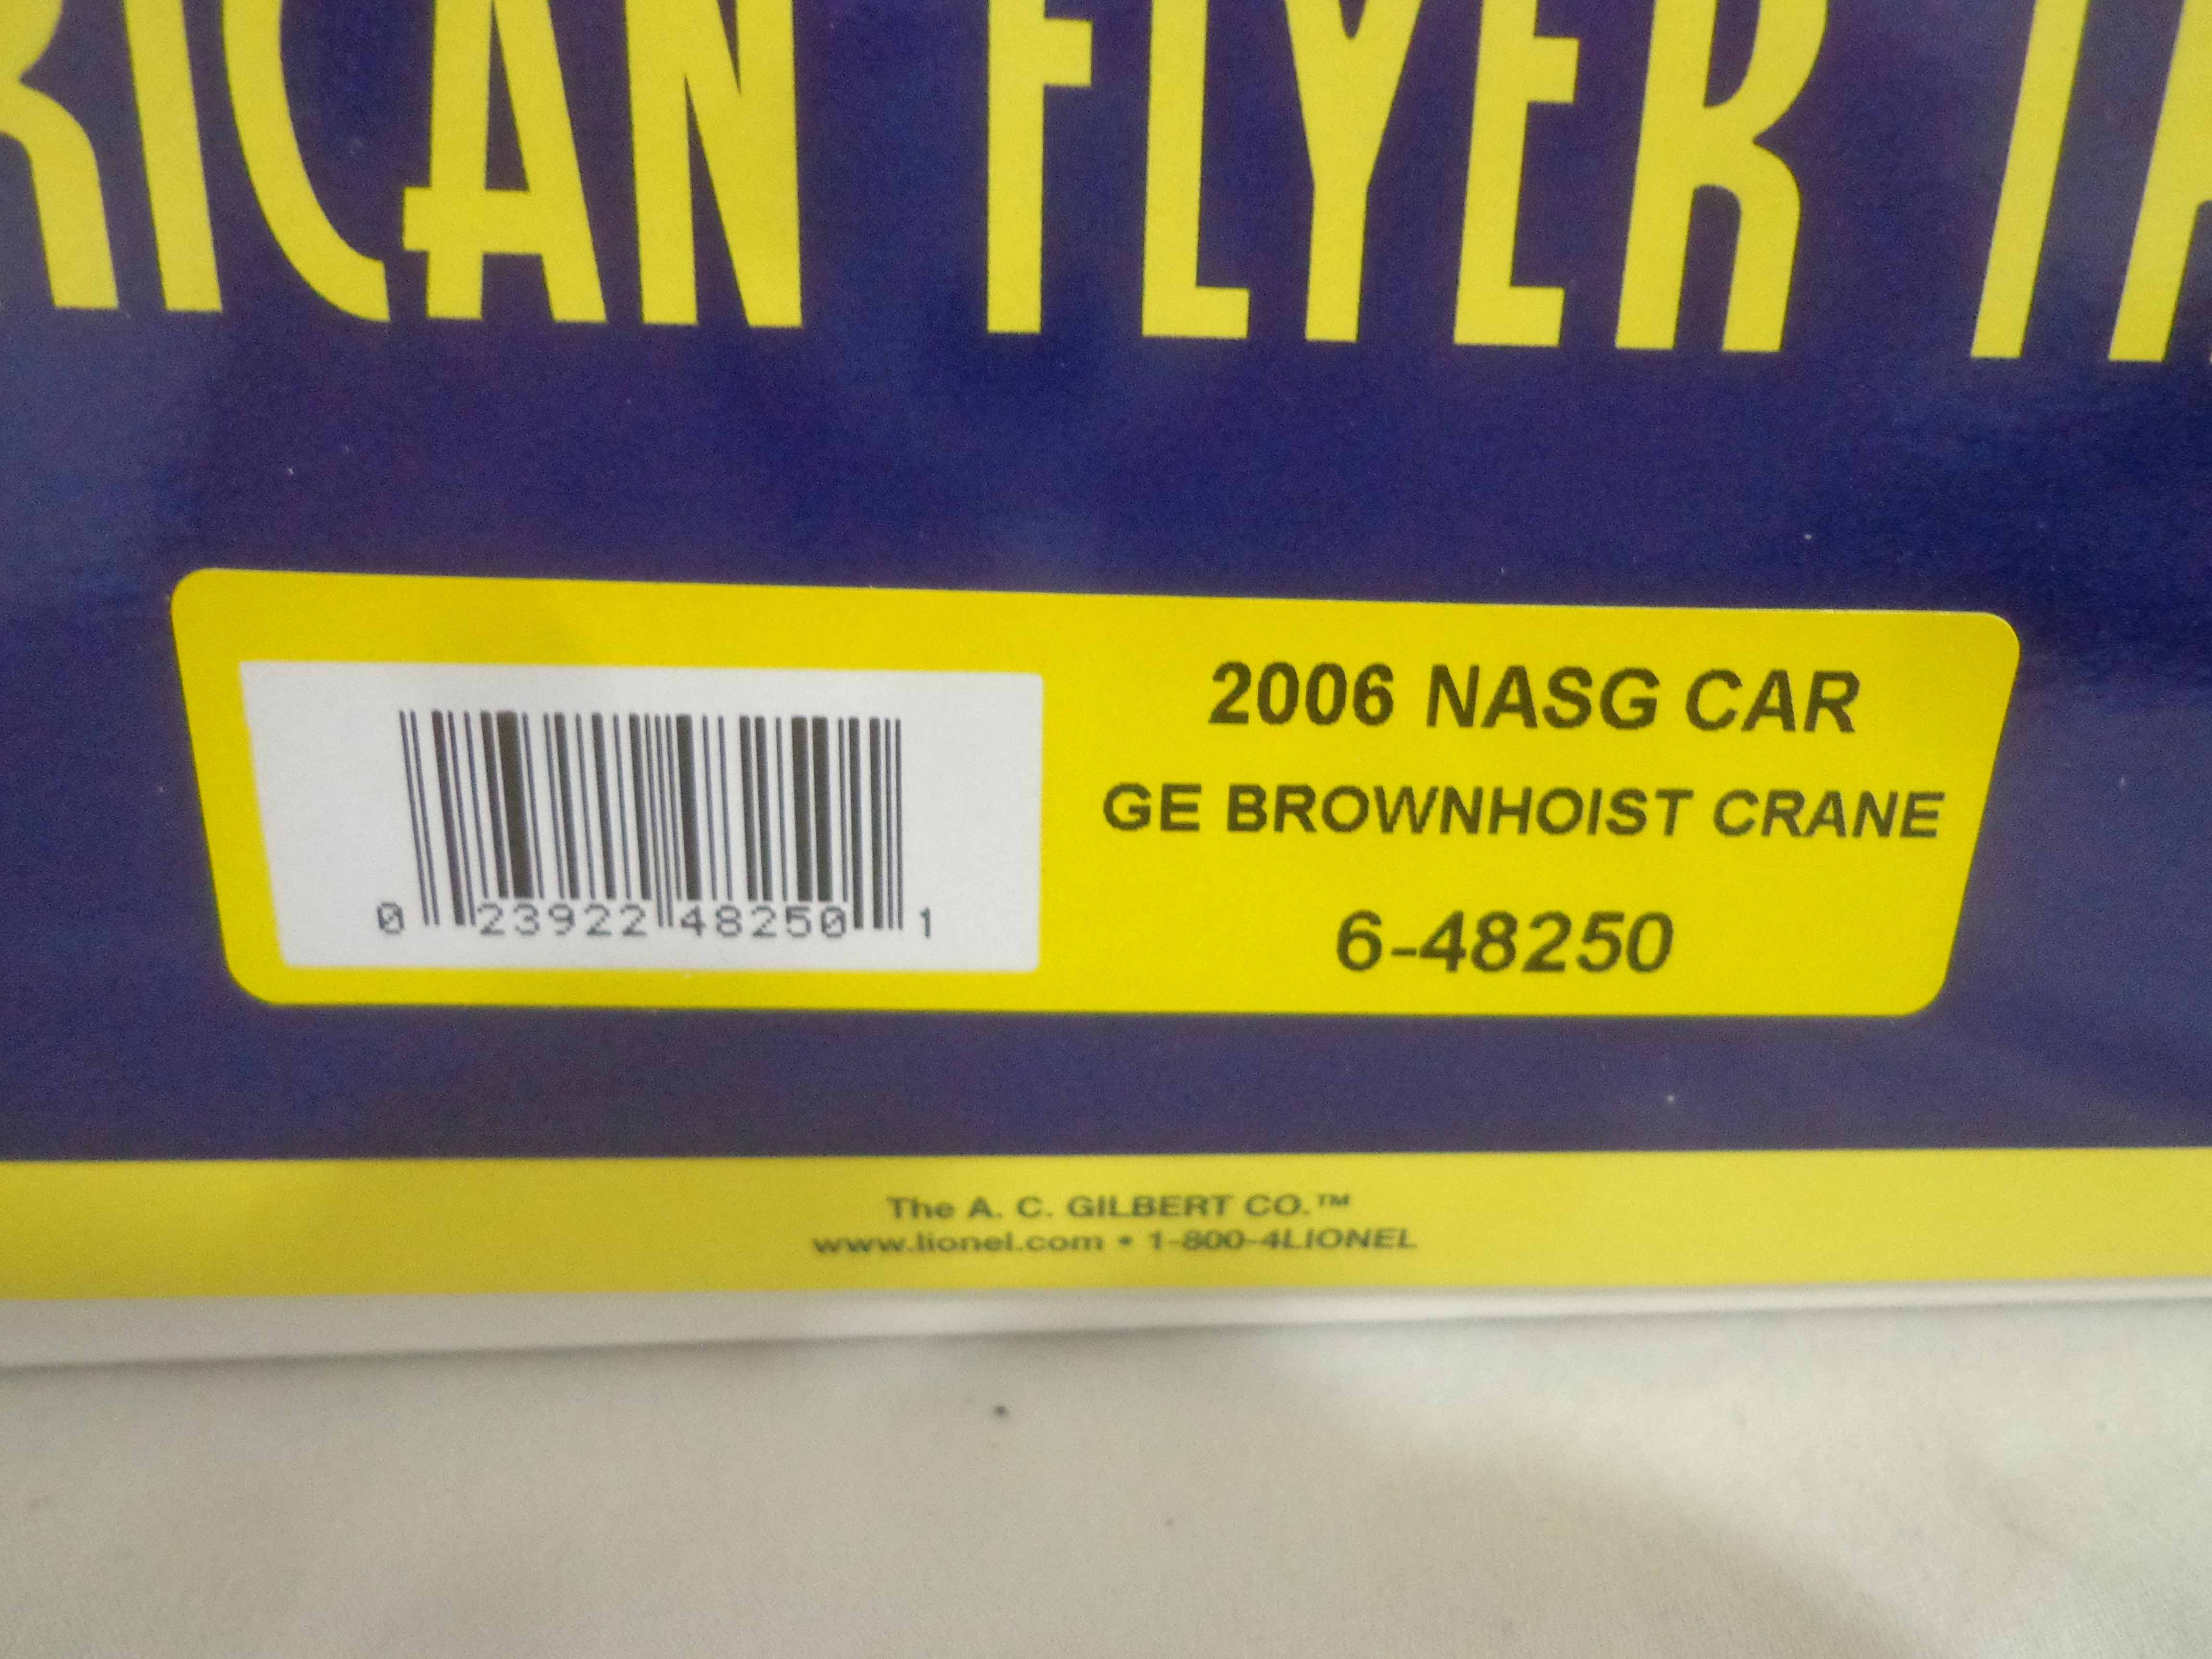 RICAN FLYER TR
2006 NASG CAR
GE BROWNHOIST CRANE
6-48250
0 23922 48250 1
The A. C. GILBERT CO.™
www.lionel.com • 1-800-4LIONEL